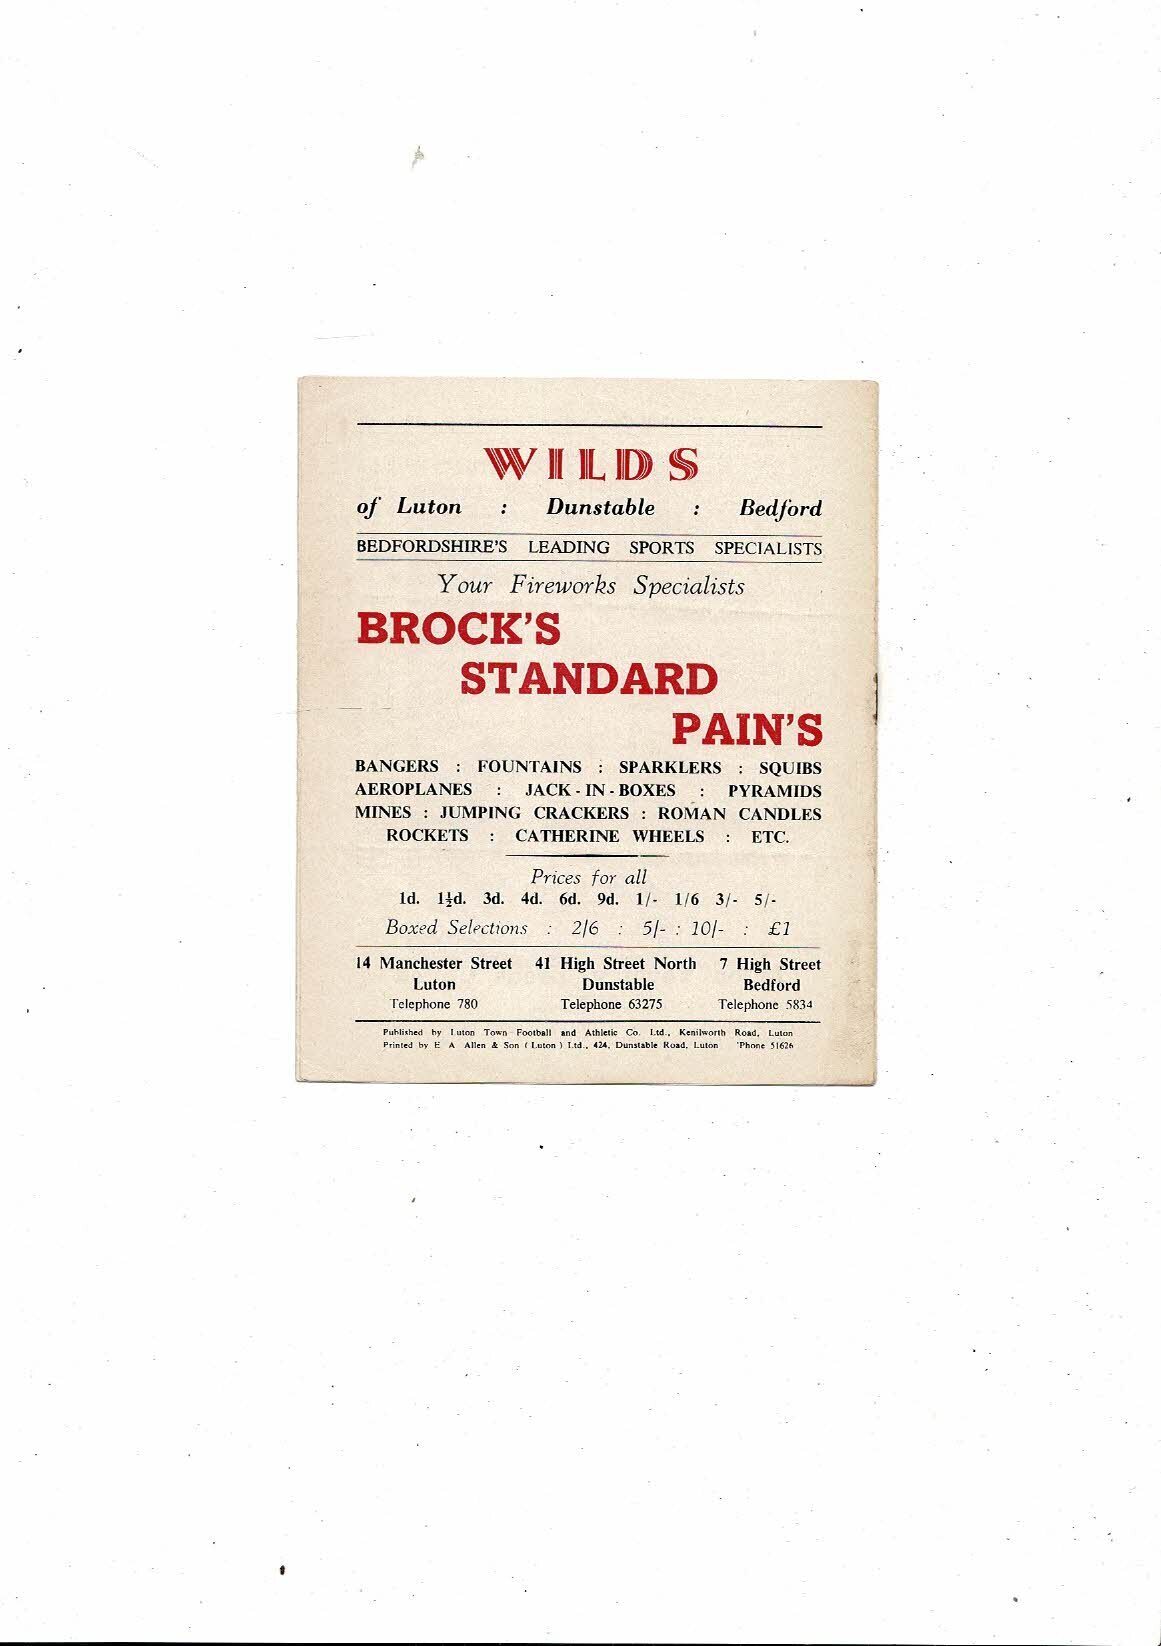 WILDS
of Luton : Dunstable : Bedford
BEDFORDSHIRE'S LEADING SPORTS SPECIALISTS
Your Fireworks Specialists
BROCK'S
STANDARD
PAIN'S
BANGERS : FOUNTAINS : SPARKLERS : SQUIBS
AEROPLANES : JACK - IN - BOXES : PYRAMIDS
MINES : JUMPING CRACKERS : ROMAN CANDLES
ROCKETS : CATHERINE WHEELS : ETC.
Prices for all
1d. 1½d. 3d. 4d. 6d. 9d. 1/- 1/6 3/- 5/-
Boxed Selections : 2/6 : 5/- : 10/- : £1
14 Manchester Street 41 High Street North 7 High Street
Luton Dunstable Bedford
Telephone 780 Telephone 63275 Telephone 5834
Published by Luton Town Football and Athletic Co. Ltd., Kenilworth Road, Luton
Printed by E A Allen & Son (Luton) Ltd., 424, Dunstable Road, Luton 'Phone 51626